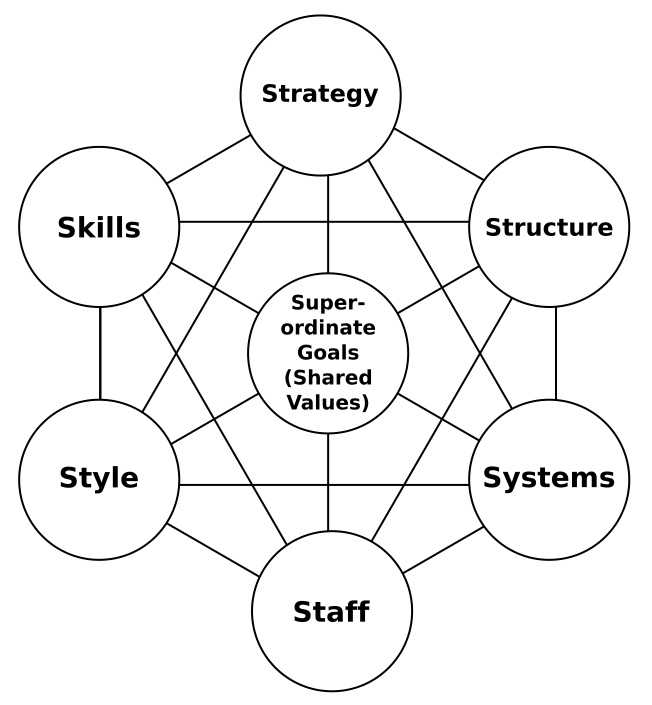 Strategy
Skills
Structure
Super-
ordinate
Goals
(Shared
Values)
Style
Systems
Staff